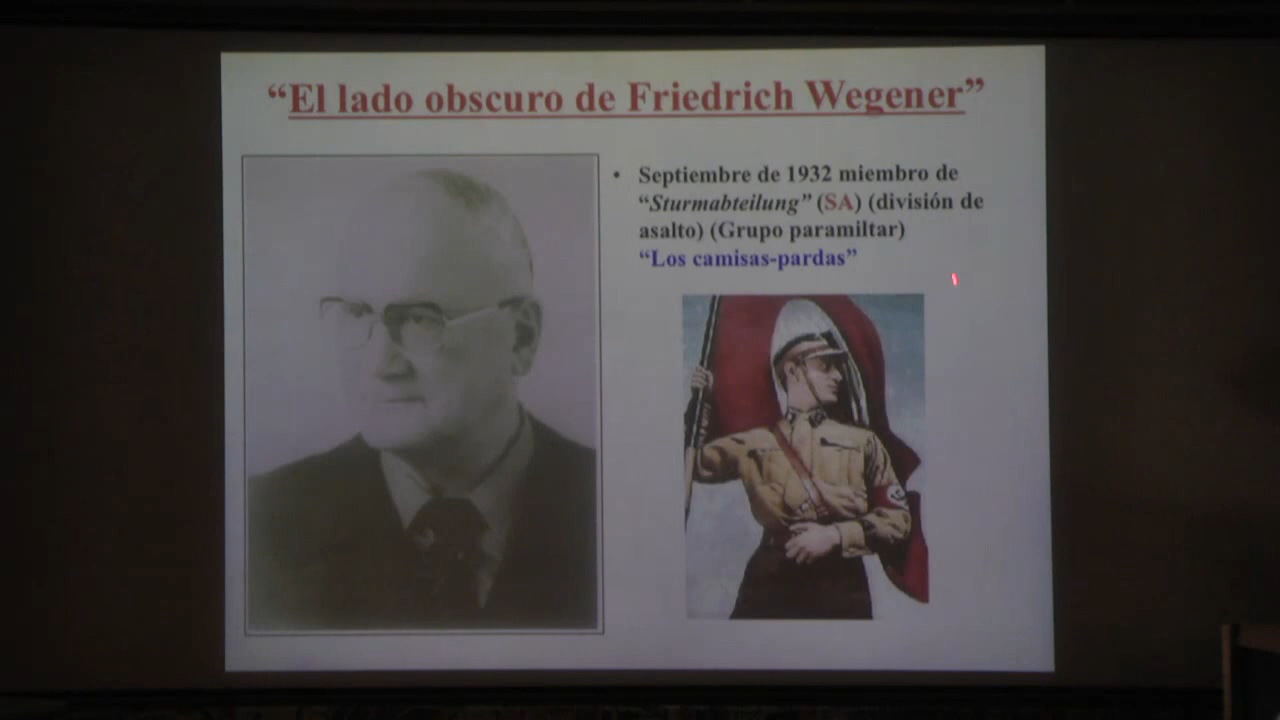 “El lado obscuro de Friedrich Wegener”
• Septiembre de 1932 miembro de
“Sturmabteilung” (SA) (división de
asalto) (Grupo paramiltar)
“Los camisas-pardas”